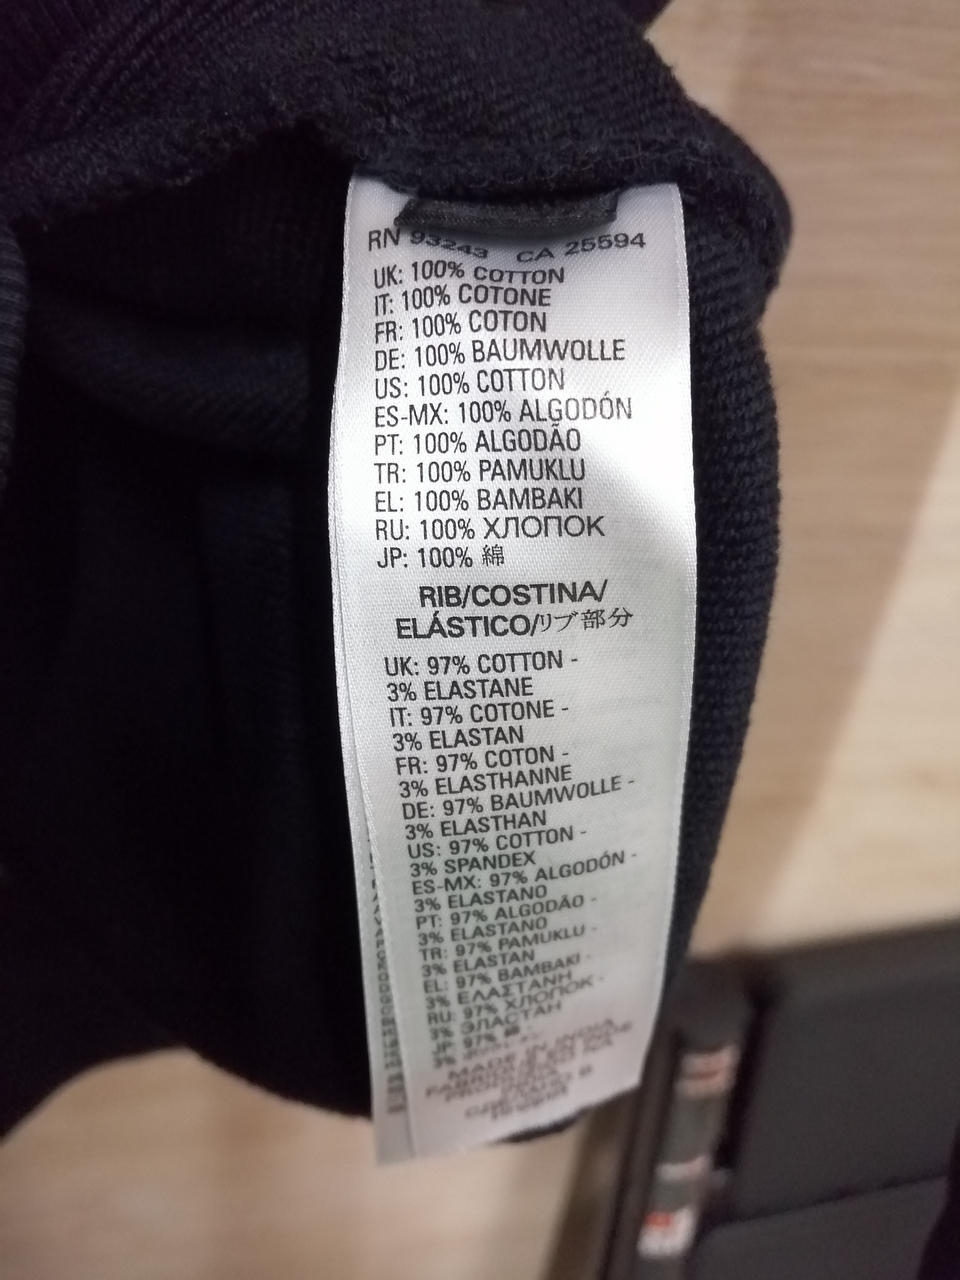 RN 93243 CA 25594
UK: 100% COTTON
IT: 100% COTONE
FR: 100% COTON
DE: 100% BAUMWOLLE
US: 100% COTTON
ES-MX: 100% ALGODÓN
PT: 100% ALGODÃO
TR: 100% PAMUKLU
EL: 100% BAMBAKI
RU: 100% ХЛОПОК
JP: 100% 綿
RIB/COSTINA/
ELÁSTICO/リブ部分
UK: 97% COTTON -
3% ELASTANE
IT: 97% COTONE -
3% ELASTAN
FR: 97% COTON -
3% ELASTHANNE
DE: 97% BAUMWOLLE -
3% ELASTHAN
US: 97% COTTON -
3% SPANDEX
ES-MX: 97% ALGODÓN -
3% ELASTANO
PT: 97% ALGODÃO -
3% ELASTANO
TR: 97% PAMUKLU -
3% ELASTAN
EL: 97% BAMBAKI -
3% ΕΛΑΣΤΑΝΗ
RU: 97% ХЛОПОК -
3% ЭЛАСТАН
JP: 97% 綿 -
3%
MADE IN INDIA